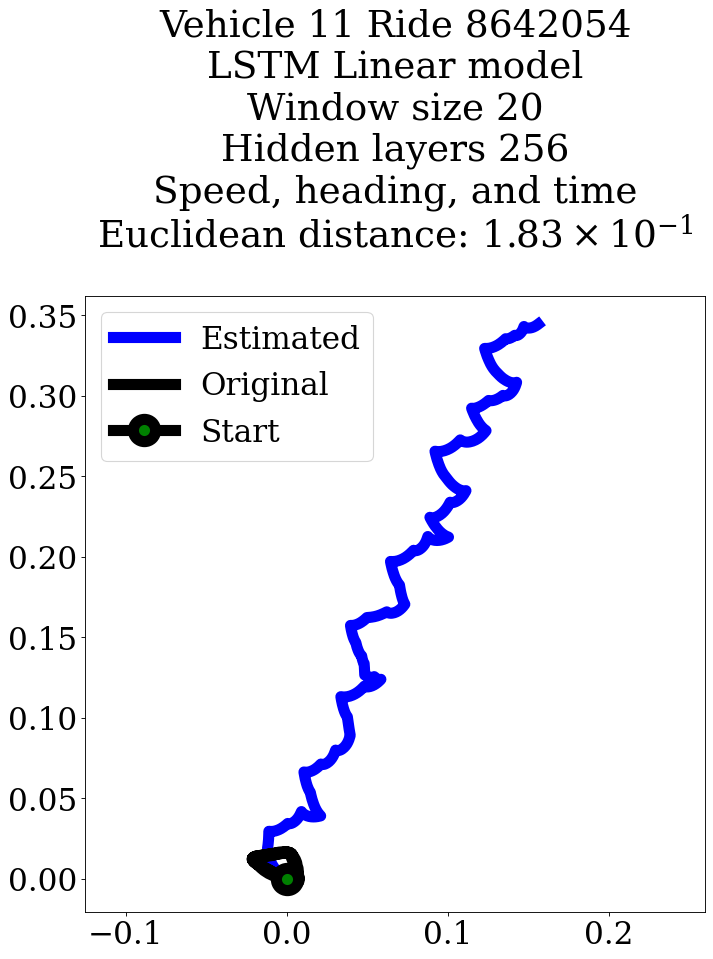 Vehicle 11 Ride 8642054
LSTM Linear model
Window size 20
Hidden layers 256
Speed, heading, and time
Euclidean distance: 1.83 × 10⁻¹
Estimated
Original
Start
0.35
0.30
0.25
0.20
0.15
0.10
0.05
0.00
−0.1
0.0
0.1
0.2